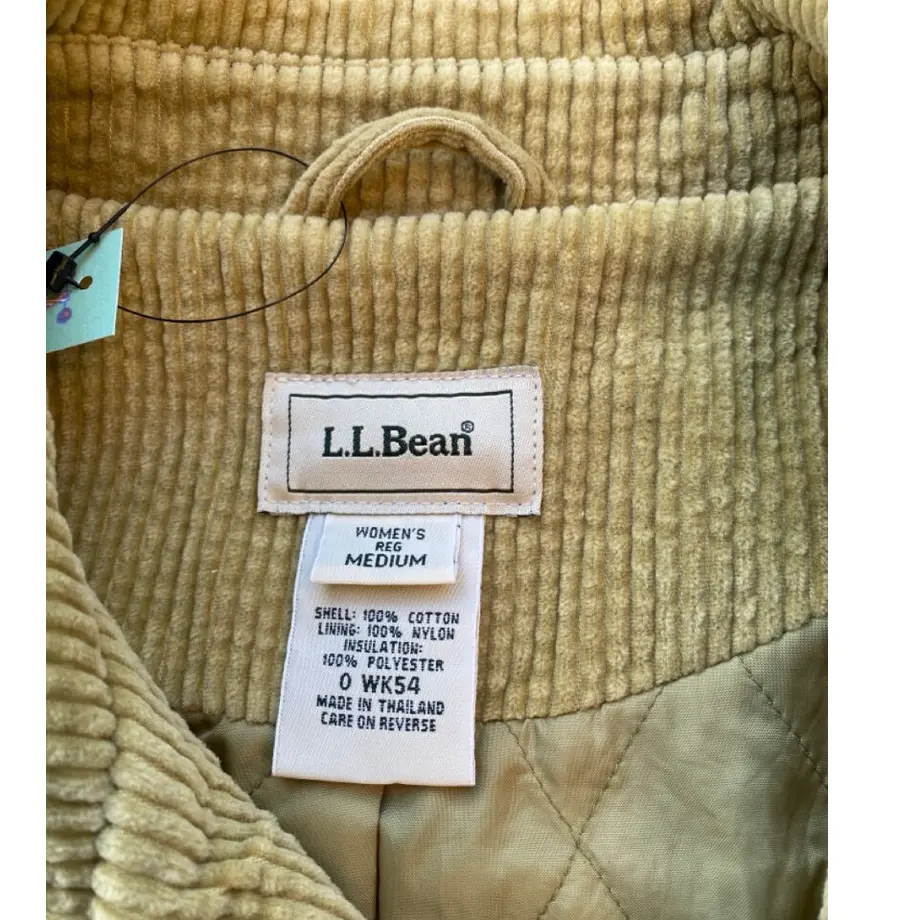 L.L.Bean®
WOMEN'S
REG
MEDIUM
SHELL: 100% COTTON
LINING: 100% NYLON
INSULATION:
100% POLYESTER
0 WK54
MADE IN THAILAND
CARE ON REVERSE